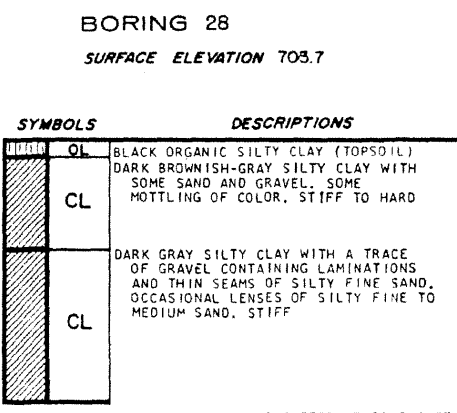 BORING 28
SURFACE ELEVATION 703.7
SYMBOLS DESCRIPTIONS
OL BLACK ORGANIC SILTY CLAY (TOPSOIL)
DARK BROWNISH-GRAY SILTY CLAY WITH
SOME SAND AND GRAVEL. SOME
CL MOTTLING OF COLOR. STIFF TO HARD
DARK GRAY SILTY CLAY WITH A TRACE
OF GRAVEL CONTAINING LAMINATIONS
AND THIN SEAMS OF SILTY FINE SAND.
OCCASIONAL LENSES OF SILTY FINE TO
CL MEDIUM SAND. STIFF